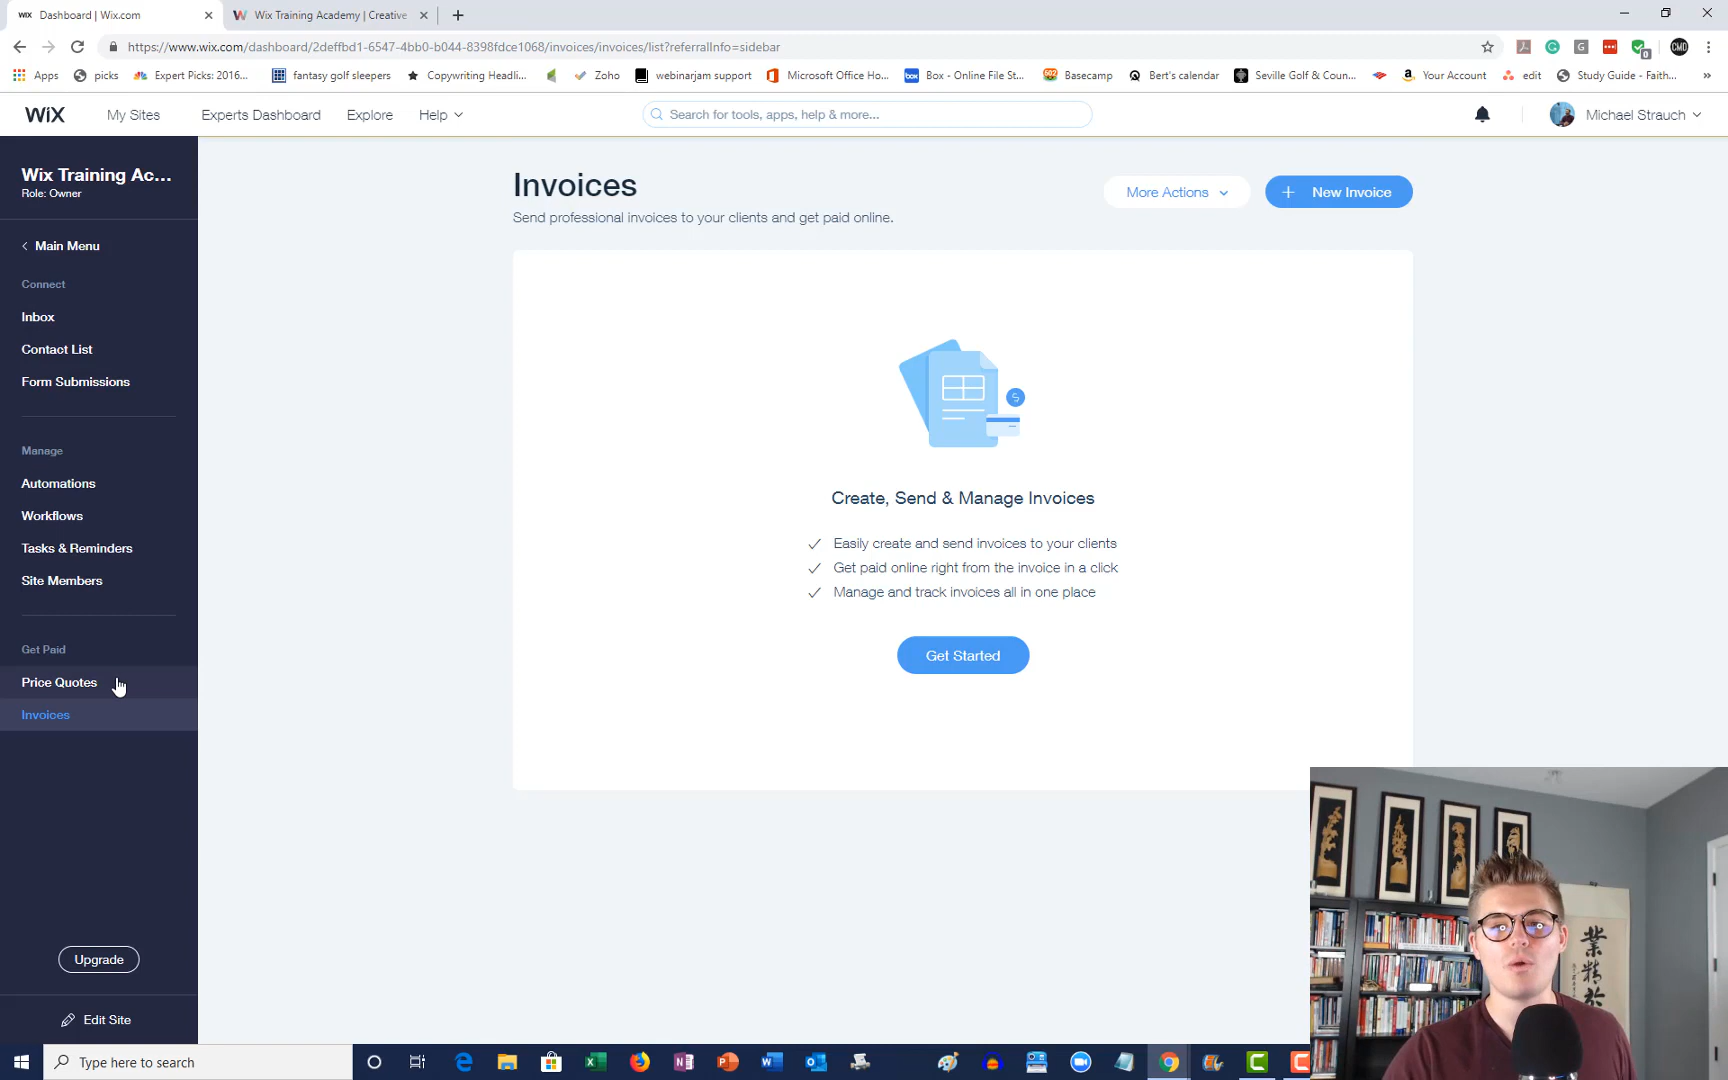 Dashboard | Wix.com
Wix Training Academy | Creative
https://www.wix.com/dashboard/2deffbd1-6547-4bb0-b044-8398fdce1068/invoices/invoices/list?referralInfo=sidebar
Apps picks Expert Picks: 2016... fantasy golf sleepers Copywriting Headli... Zoho webinarjam support Microsoft Office Ho... Box - Online File St... Basecamp Bert's calendar Seville Golf & Coun... Your Account edit Study Guide - Faith...
WiX My Sites Experts Dashboard Explore Help Search for tools, apps, help & more... Michael Strauch
Wix Training Ac...
Role: Owner
Main Menu
Connect
Inbox
Contact List
Form Submissions
Manage
Automations
Workflows
Tasks & Reminders
Site Members
Get Paid
Price Quotes
Invoices
Upgrade
Edit Site
Invoices
Send professional invoices to your clients and get paid online.
More Actions
New Invoice
Create, Send & Manage Invoices
Easily create and send invoices to your clients
Get paid online right from the invoice in a click
Manage and track invoices all in one place
Get Started
業
精
於
Type here to search